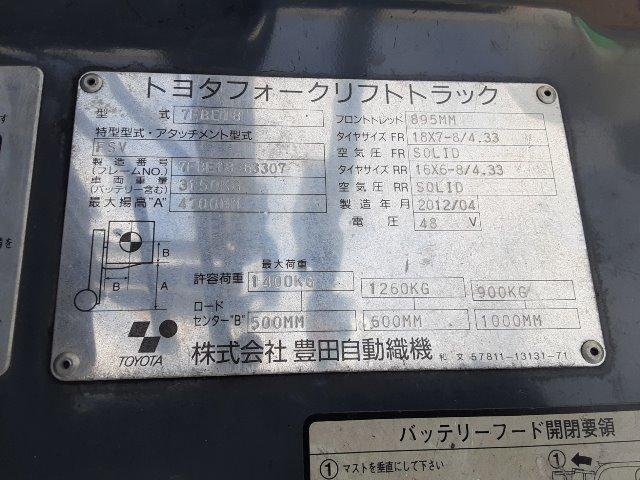 トヨタフォークリフトトラック
型 式 7FBE18
フロントトレッド 895MM
特型型式・アタッチメント型式
タイヤサイズ FR 18X7-8/4.33
FSV
空気圧 FR SOLID
製造番号
(フレームNO.)
タイヤサイズ RR 16X6-8/4.33
車両重量
(バッテリー含む) 3150KG
空気圧 RR SOLID
最大揚高"A" 4700MM
製造年月 2012/04
電圧 48 V
B
B
A
最大荷重
許容荷重 1400KG 1260KG 900KG
ロード
センター"B" 500MM 600MM 1000MM
TOYOTA
株式会社 豊田自動織機
和文 57811-13131-71
バッテリーフード開閉要領
① マストを垂直にして下さい
①